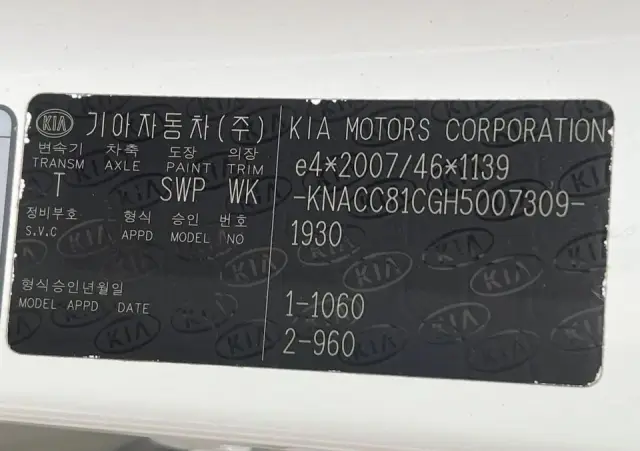 KIA 기아자동차(주) KIA MOTORS CORPORATION
변속기 차축 도장 의장
TRANSM AXLE PAINT TRIM
e4*2007/46*1139
T SWP WK
-KNACC81CGH5007309-
정비부호 형식 승인 번호
S.V.C APPD MODEL NO
1930
형식승인년월일
MODEL APPD DATE
1-1060
2-960